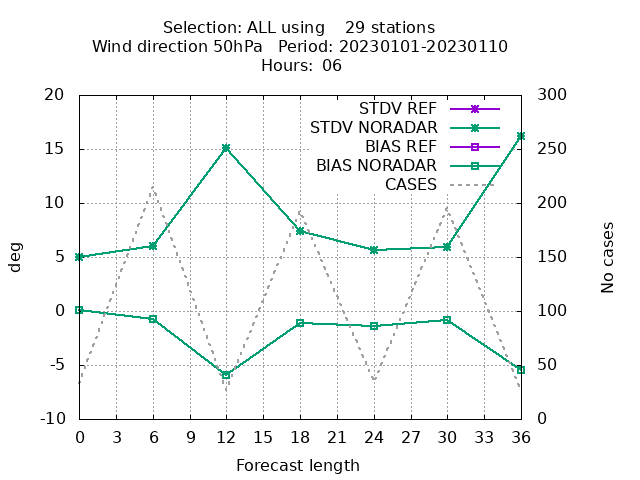 Selection: ALL using    29 stations
Wind direction 50hPa   Period: 20230101-20230110
Hours: 06
STDV REF
STDV NORADAR
BIAS REF
BIAS NORADAR
CASES
20
15
10
5
0
-5
-10
deg
300
250
200
150
100
50
0
No cases
0 3 6 9 12 15 18 21 24 27 30 33 36
Forecast length